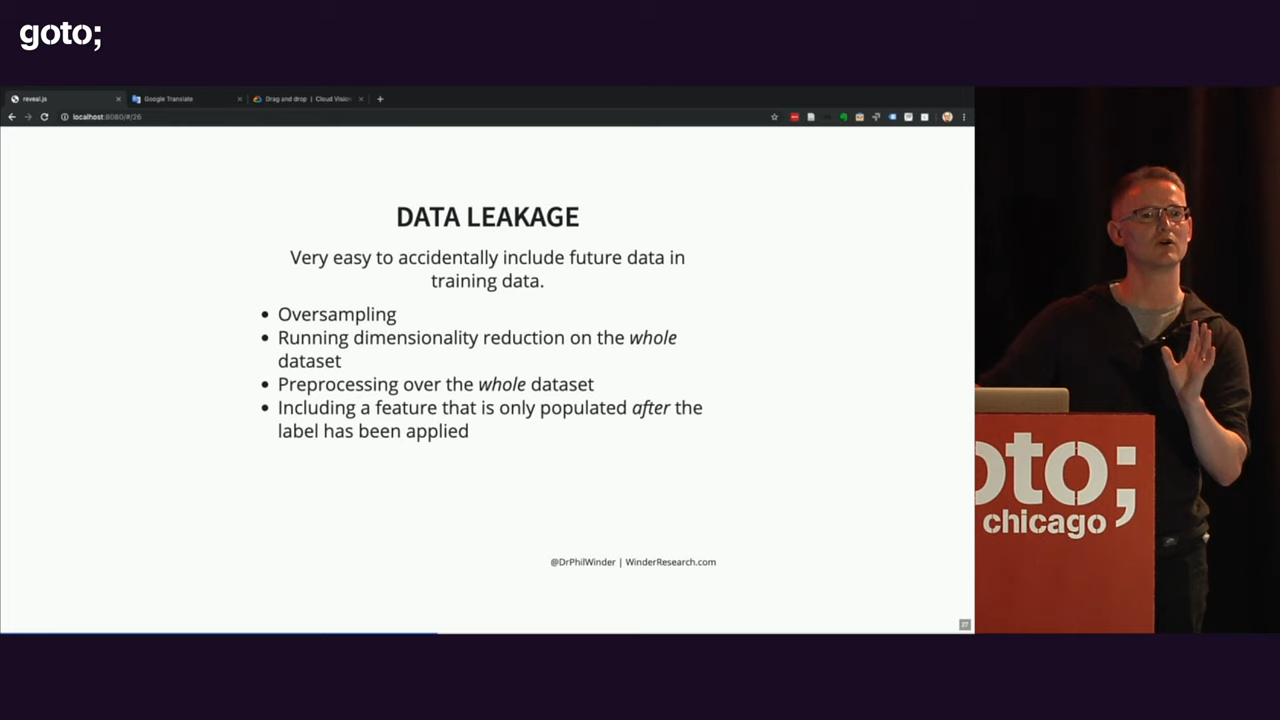 goto;
reveal.js
Google Translate
Drag and drop | Cloud Vision
localhost:8080/#/26
DATA LEAKAGE
Very easy to accidentally include future data in
training data.
Oversampling
Running dimensionality reduction on the whole
dataset
Preprocessing over the whole dataset
Including a feature that is only populated after the
label has been applied
@DrPhilWinder | WinderResearch.com
27
oto;
chicago